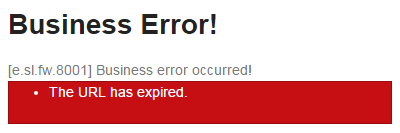 Business Error!
[e.sl.fw.8001] Business error occurred!
• The URL has expired.